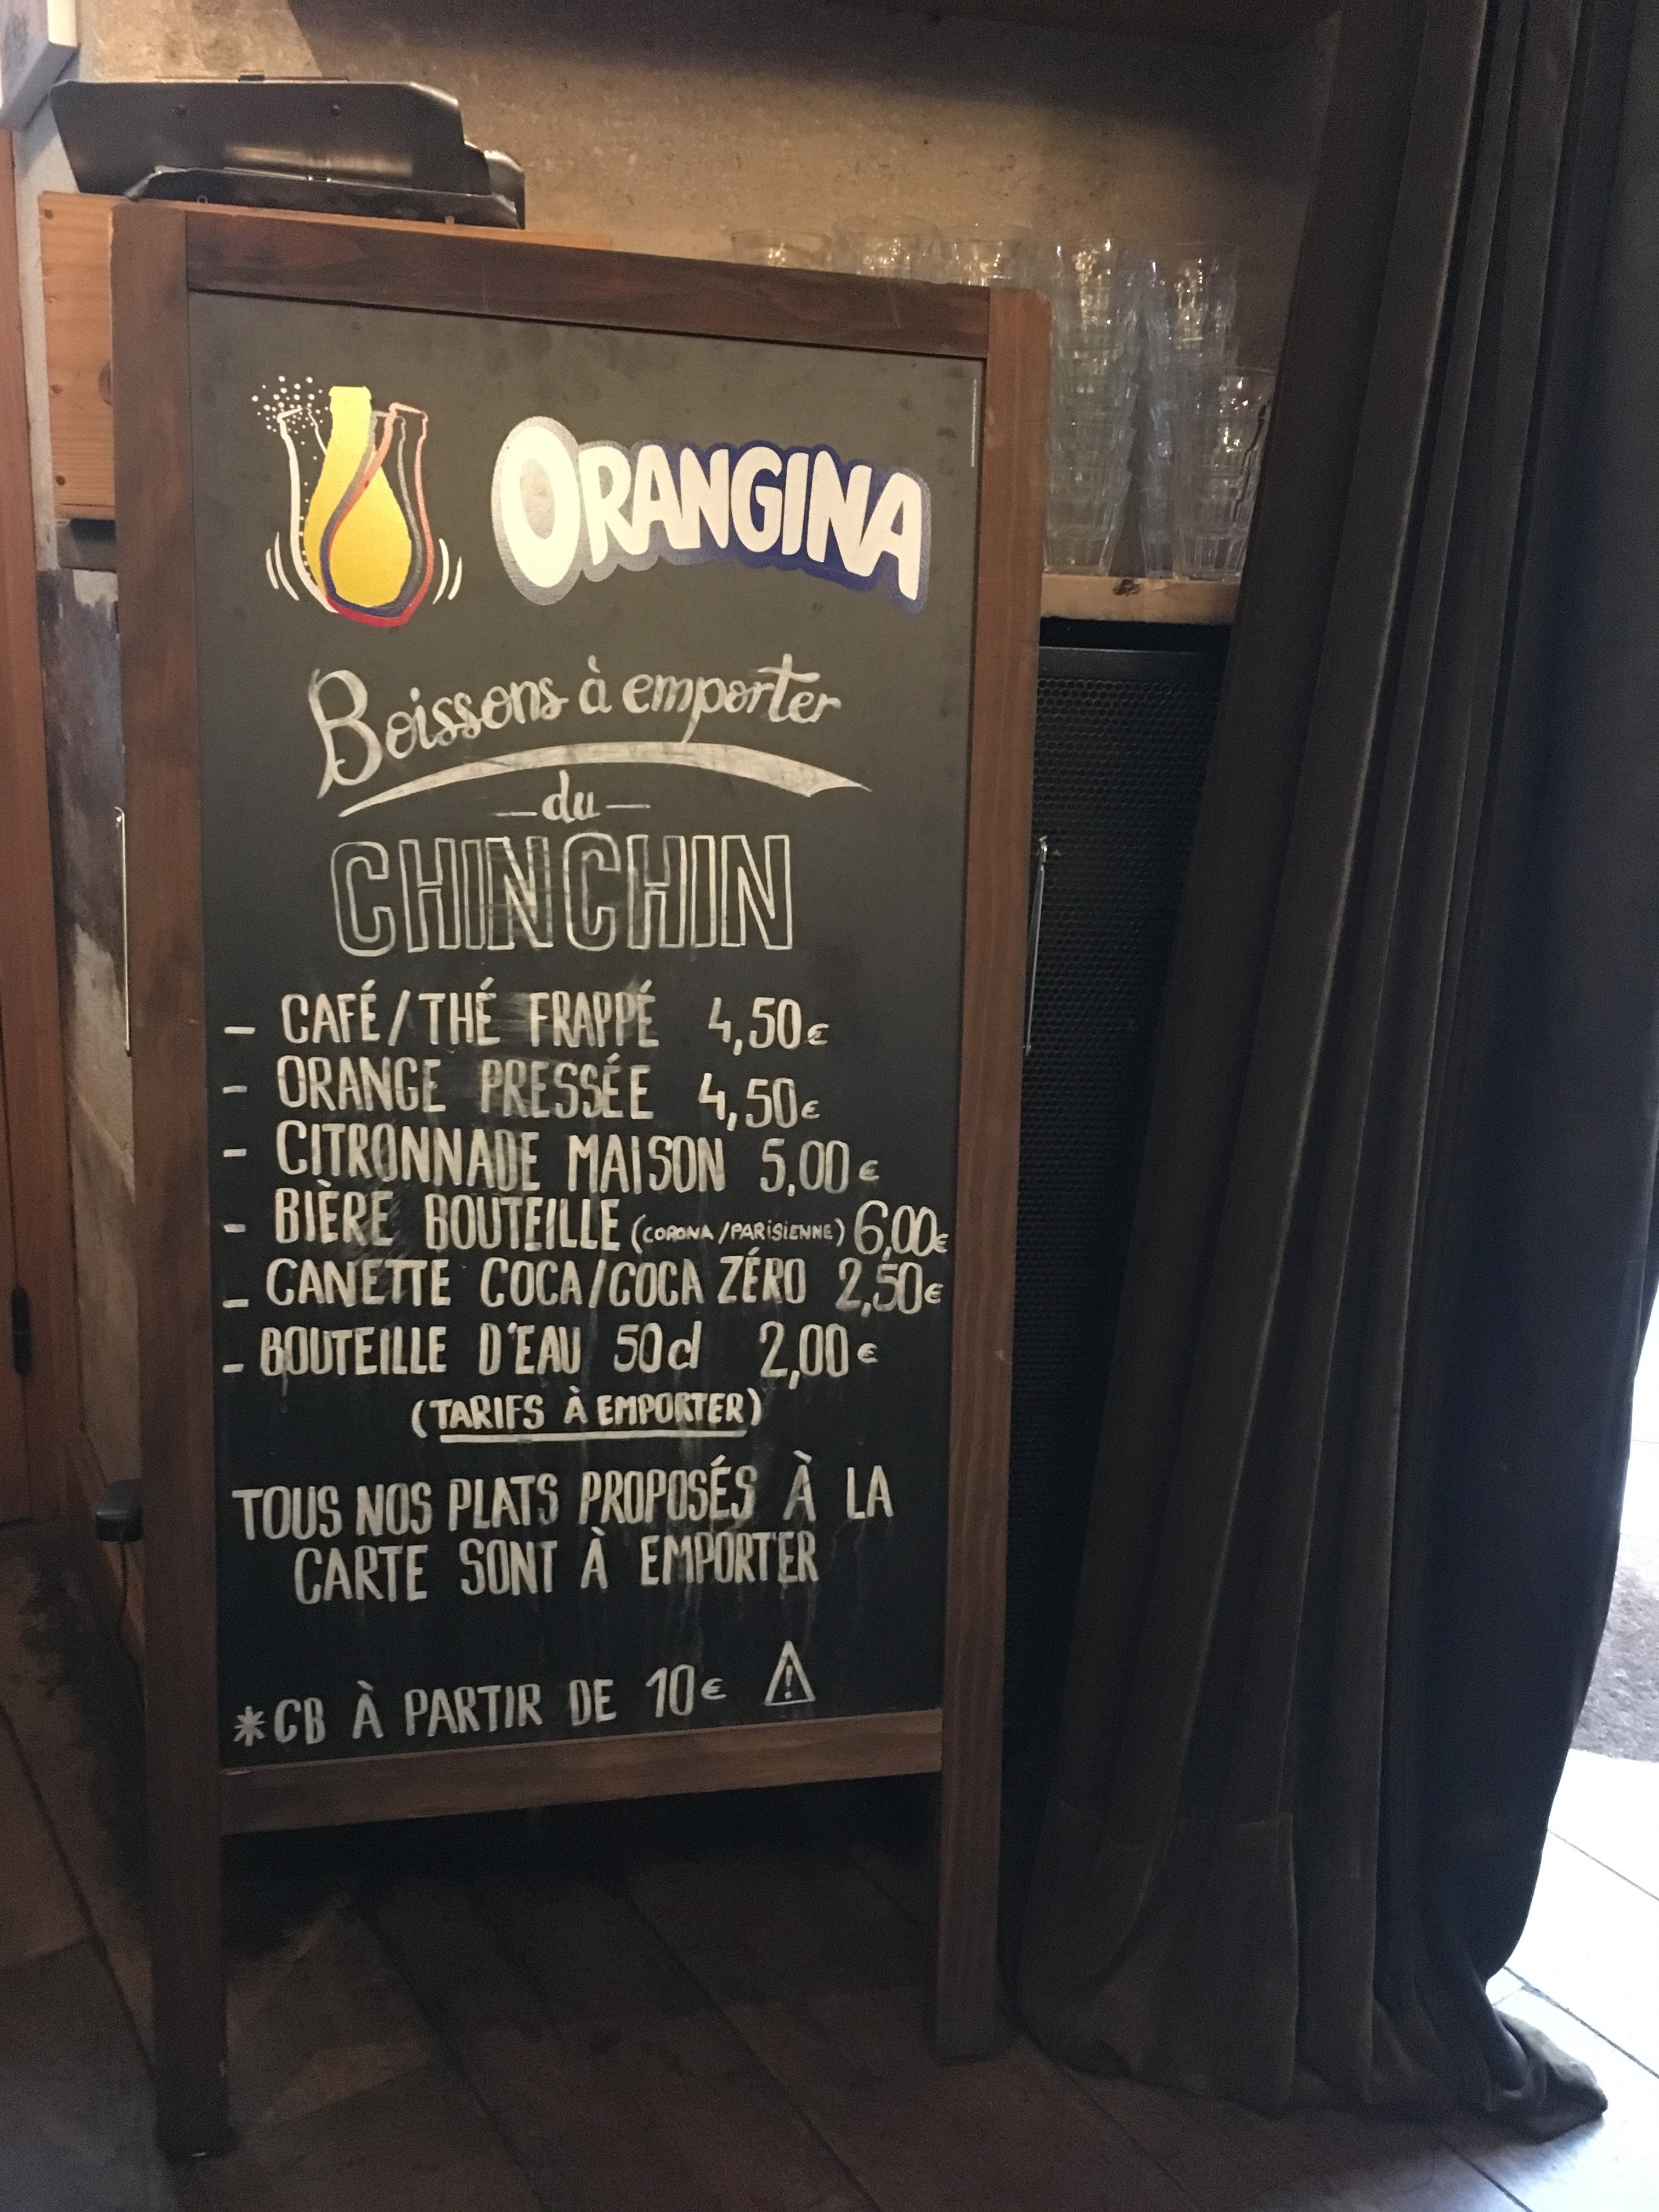 ORANGINA
Boissons à emporter
- du -
CHINCHIN
- CAFÉ/THÉ FRAPPÉ 4,50€
- ORANGE PRESSÉE 4,50€
- CITRONNADE MAISON 5,00€
- BIÈRE BOUTEILLE (CORONA/PARISIENNE) 6,00€
- CANETTE COCA/COCA ZÉRO 2,50€
- BOUTEILLE D'EAU 50cl 2,00€
(TARIFS À EMPORTER)
TOUS NOS PLATS PROPOSÉS À LA
CARTE SONT À EMPORTER
*CB À PARTIR DE 10€ ⚠